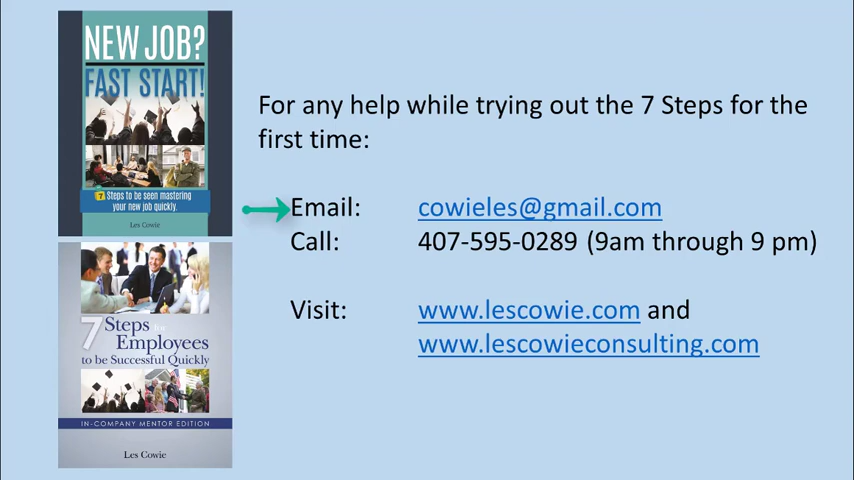 NEW JOB?
FAST START!
7 Steps to be seen mastering
your new job quickly.
Les Cowie
7 Steps for
Employees
to be Successful Quickly
IN-COMPANY MENTOR EDITION
Les Cowie
For any help while trying out the 7 Steps for the
first time:
Email: cowieles@gmail.com
Call: 407-595-0289 (9am through 9 pm)
Visit: www.lescowie.com and
www.lescowieconsulting.com